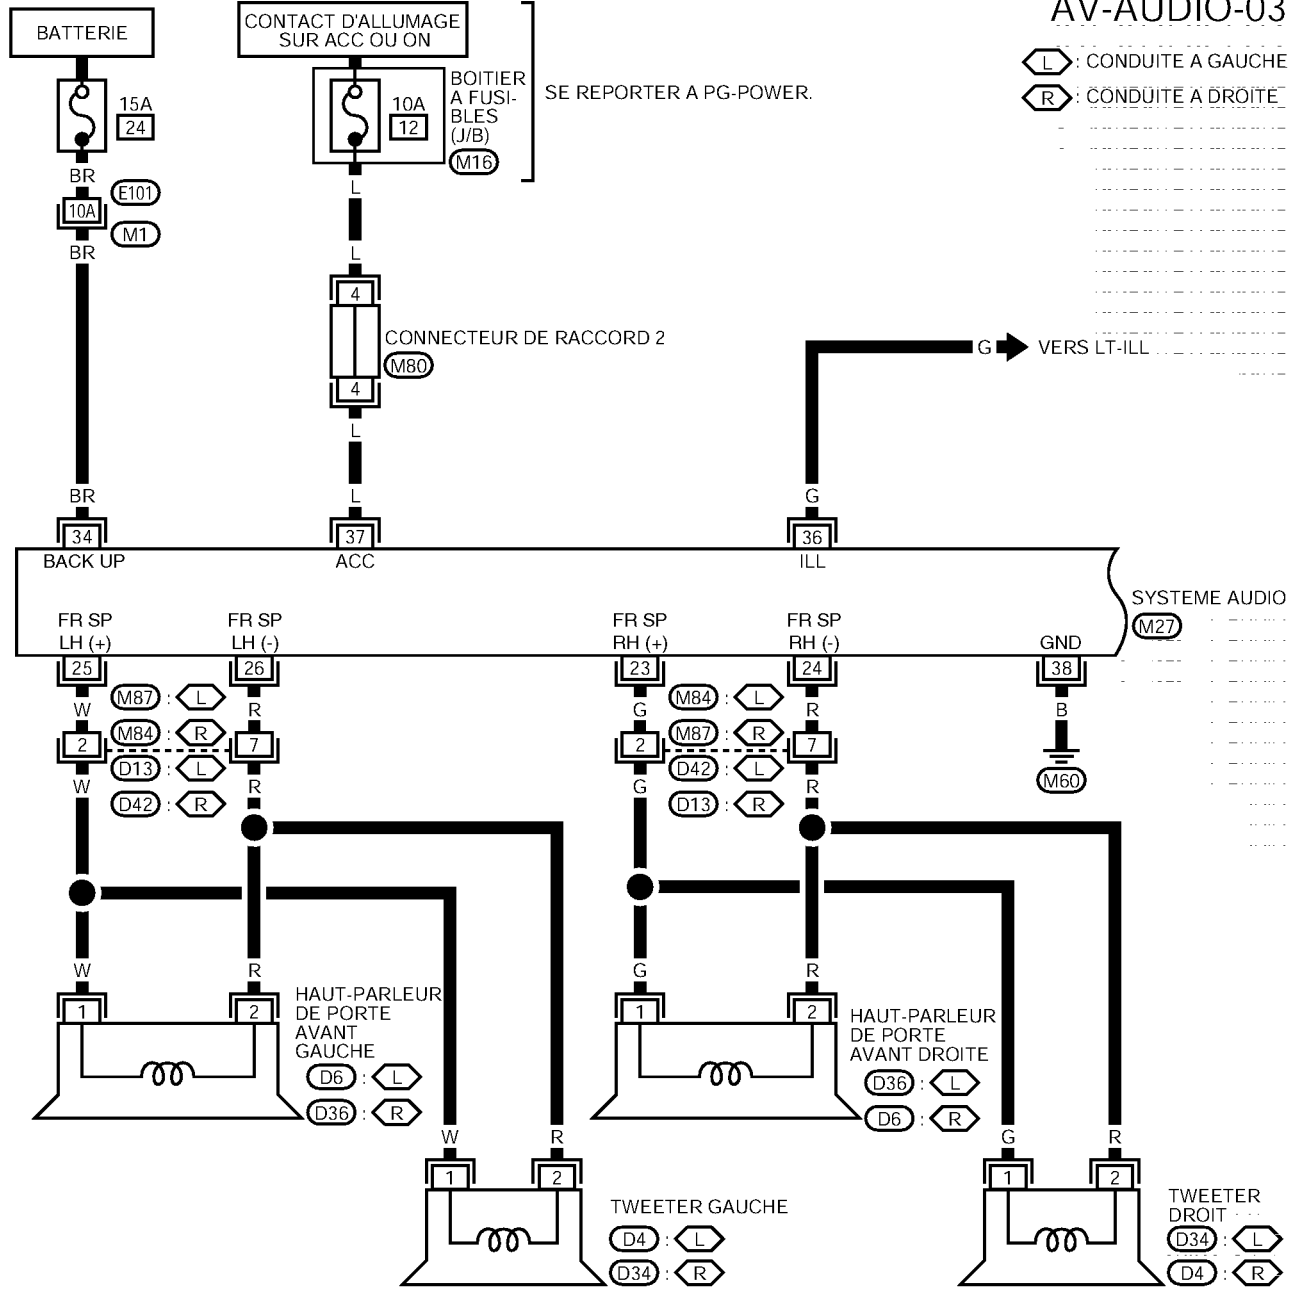 AV-AUDIO-03
BATTERIE
CONTACT D'ALLUMAGE
SUR ACC OU ON
L : CONDUITE A GAUCHE
R : CONDUITE A DROITE
15A
24
10A
12
BOITIER
A FUSI-
BLES
(J/B)
M16
SE REPORTER A PG-POWER.
BR
L
E101
10A
M1
BR
L
4
CONNECTEUR DE RACCORD 2
M80
4
L
G
VERS LT-ILL
BR
L
G
34
37
36
BACK UP
ACC
ILL
SYSTEME AUDIO
M27
FR SP
LH (+)
FR SP
LH (-)
FR SP
RH (+)
FR SP
RH (-)
GND
25
26
23
24
38
W
M87 : L
R
G
M84 : L
R
B
2
M84 : R
7
2
M87 : R
7
W
D13 : L
R
G
D42 : L
R
M60
D42 : R
D13 : R
W
R
G
R
1
2
1
2
HAUT-PARLEUR
DE PORTE
AVANT
GAUCHE
D6 : L
D36 : R
HAUT-PARLEUR
DE PORTE
AVANT DROITE
D36 : L
D6 : R
W
R
G
R
1
2
1
2
TWEETER GAUCHE
D4 : L
D34 : R
TWEETER
DROIT
D34 : L
D4 : R